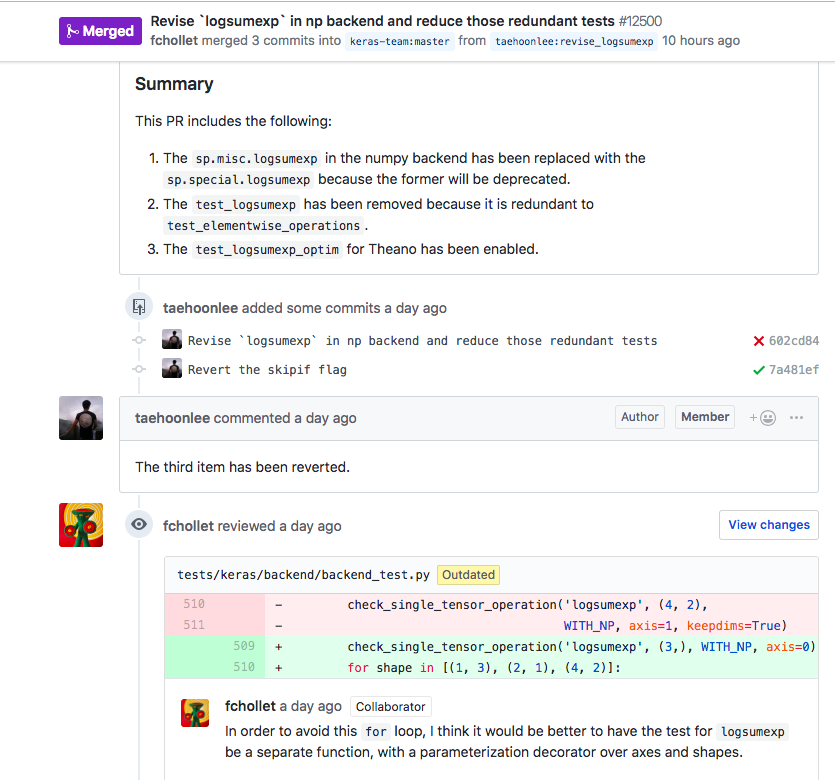 Merged
Revise `logsumexp` in np backend and reduce those redundant tests #12500
fchollet merged 3 commits into keras-team:master from taehoonlee:revise_logsumexp 10 hours ago
Summary
This PR includes the following:
1. The sp.misc.logsumexp in the numpy backend has been replaced with the
sp.special.logsumexp because the former will be deprecated.
2. The test_logsumexp has been removed because it is redundant to
test_elementwise_operations .
3. The test_logsumexp_optim for Theano has been enabled.
taehoonlee added some commits a day ago
Revise `logsumexp` in np backend and reduce those redundant tests 602cd84
Revert the skipif flag 7a481ef
taehoonlee commented a day ago Author Member + ...
The third item has been reverted.
fchollet reviewed a day ago View changes
tests/keras/backend/backend_test.py Outdated
510 - check_single_tensor_operation('logsumexp', (4, 2),
511 - WITH_NP, axis=1, keepdims=True)
509 + check_single_tensor_operation('logsumexp', (3,), WITH_NP, axis=0)
510 + for shape in [(1, 3), (2, 1), (4, 2)]:
fchollet a day ago Collaborator
In order to avoid this for loop, I think it would be better to have the test for logsumexp
be a separate function, with a parameterization decorator over axes and shapes.